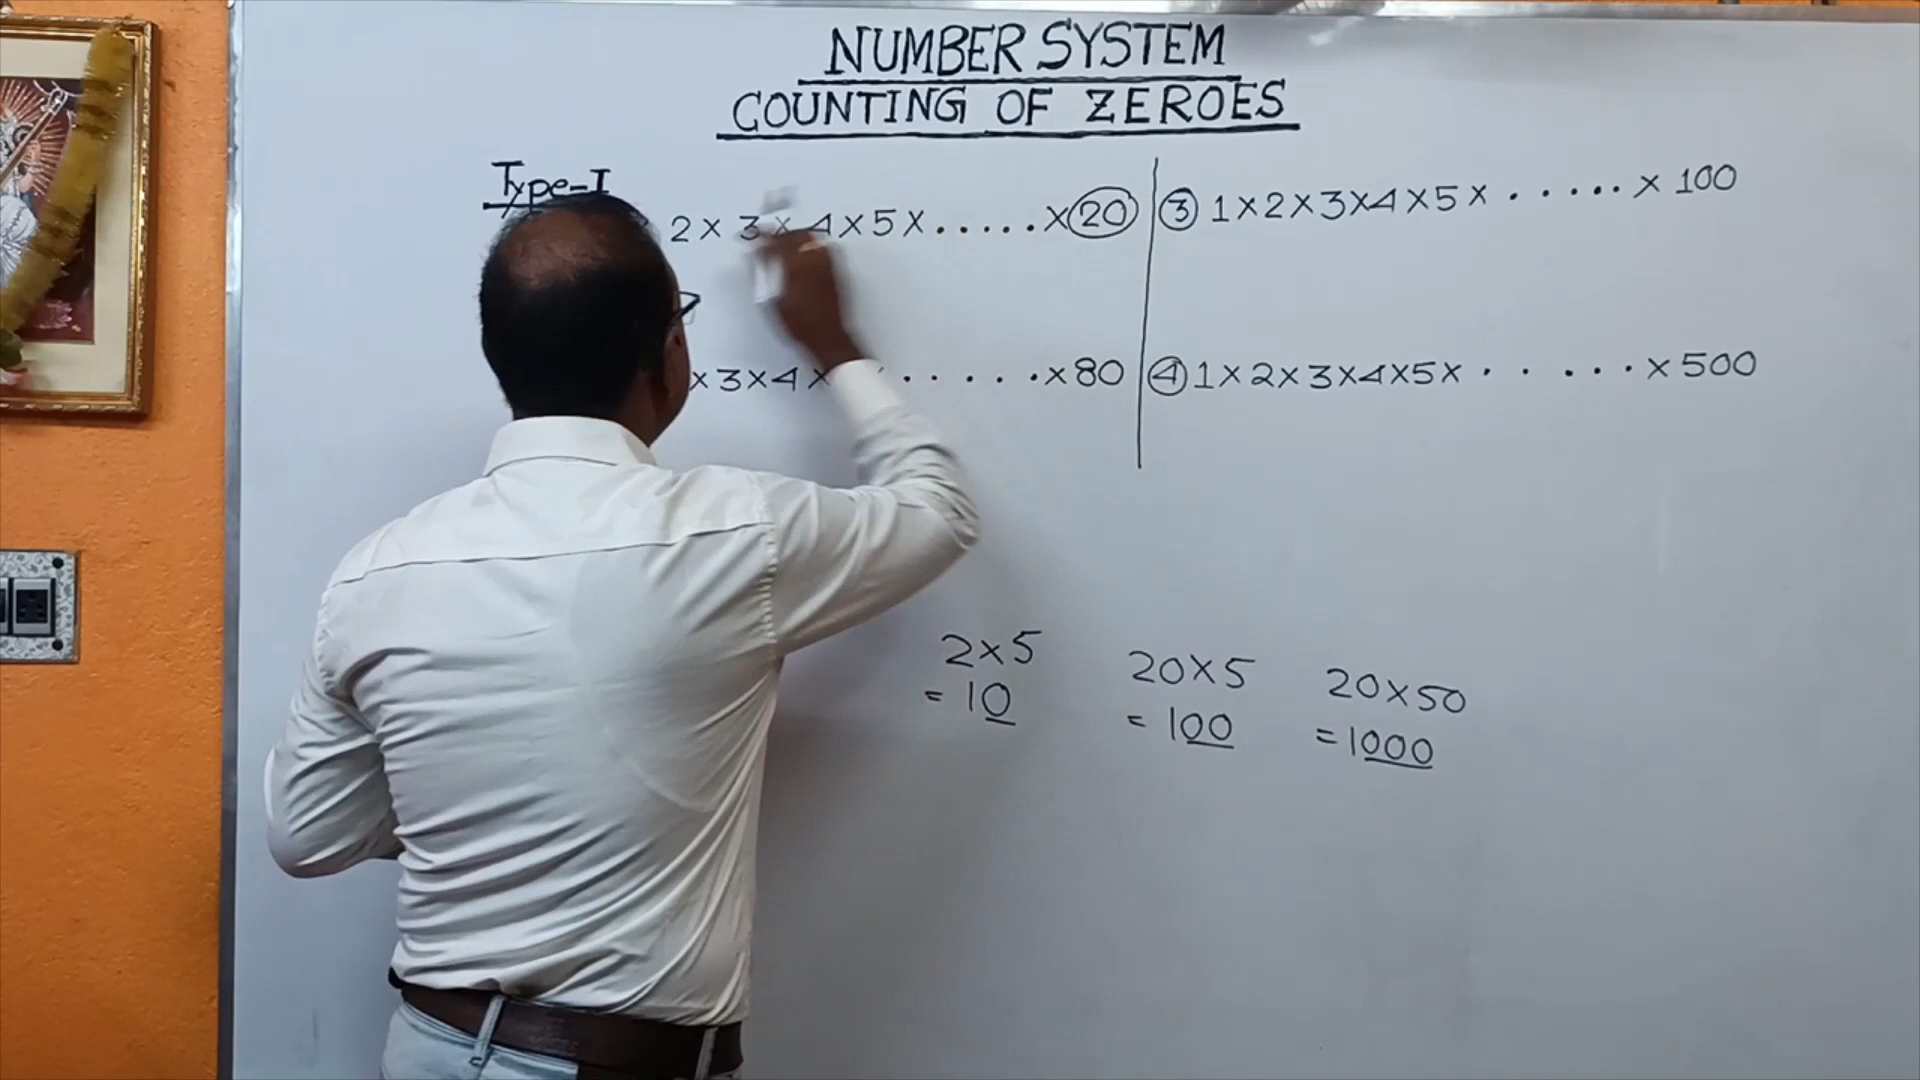 NUMBER SYSTEM
COUNTING OF ZEROES
Type-I
2 × 3 × 4 × 5 × ..... × 20
× 3 × 4 × ..... × 80
③ 1 × 2 × 3 × 4 × 5 × ..... × 100
④ 1 × 2 × 3 × 4 × 5 × ..... × 500
2 × 5
= 10
20 × 5
= 100
20 × 50
= 1000